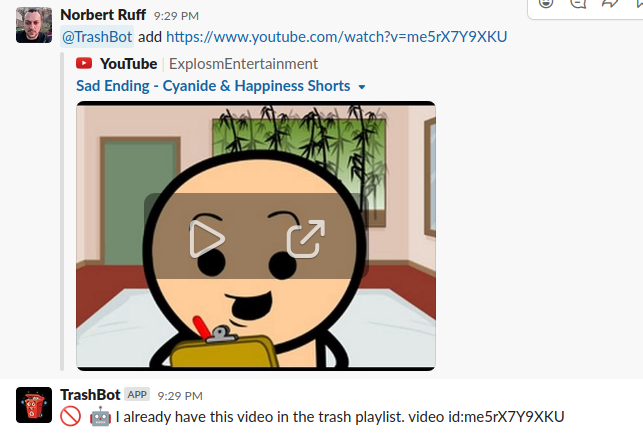 Norbert Ruff 9:29 PM
@TrashBot add https://www.youtube.com/watch?v=me5rX7Y9XKU
YouTube | ExplosmEntertainment
Sad Ending - Cyanide & Happiness Shorts
TrashBot APP 9:29 PM
I already have this video in the trash playlist. video id:me5rX7Y9XKU